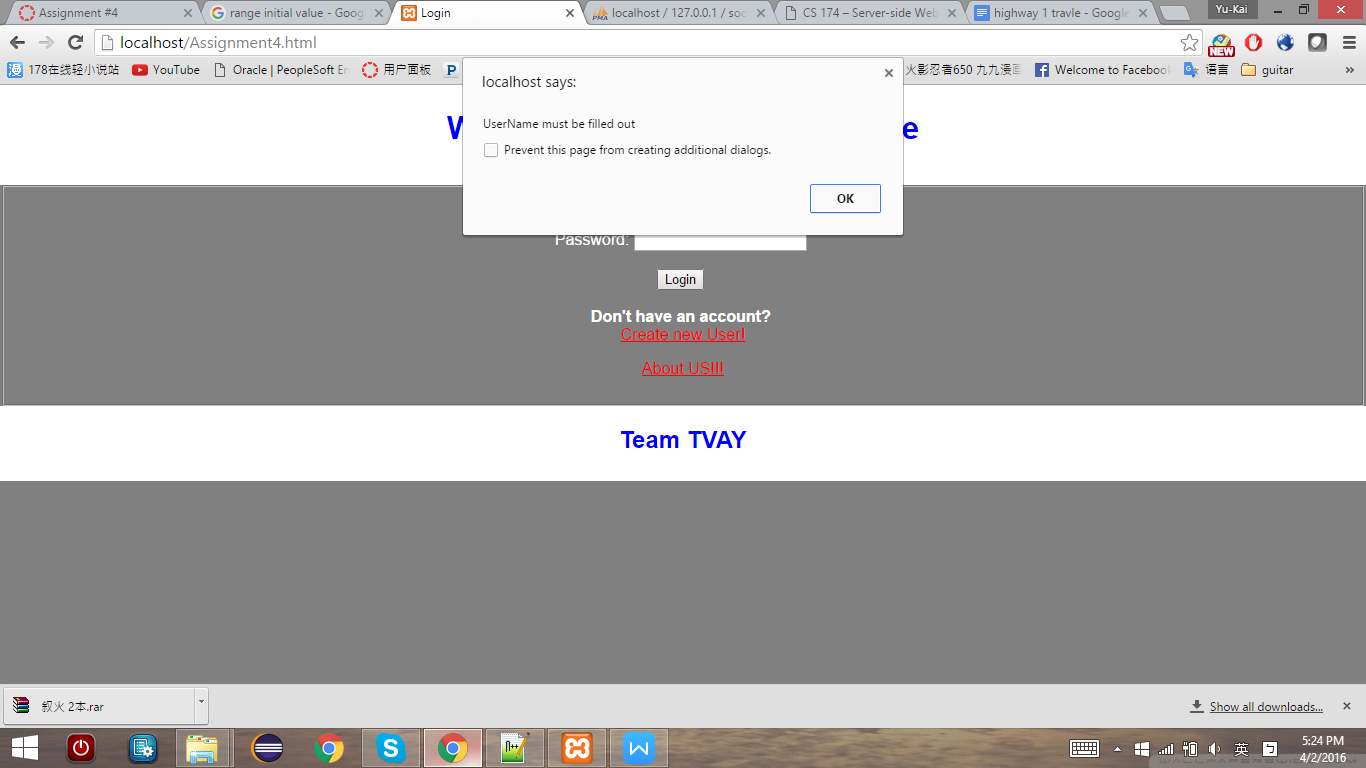 Assignment #4
range initial value - Goog
Login
localhost / 127.0.0.1 / soc
CS 174 – Server-side Web
highway 1 travle - Google
Yu-Kai
localhost/Assignment4.html
NEW
178在线轻小说站
YouTube
Oracle | PeopleSoft En
用户面板
火影忍者650 九九漫画
Welcome to Facebook
语言
guitar
»
localhost says:
UserName must be filled out
Prevent this page from creating additional dialogs.
OK
W
e
Password:
Login
Don't have an account?
Create new User!
About US!!!
Team TVAY
叙火 2本.rar
Show all downloads...
英
5:24 PM
4/2/2016